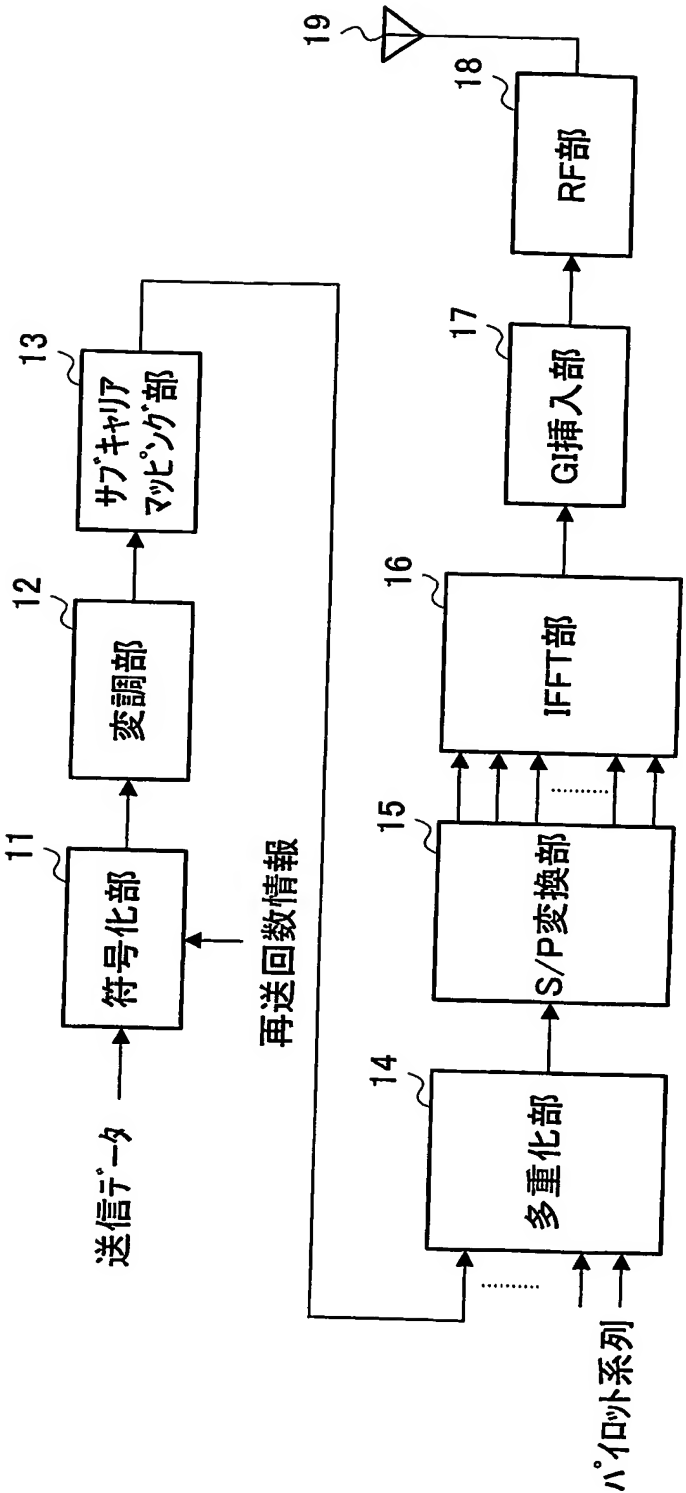 送信データ
11
符号化部
再送回数情報
12
変調部
13
サブキャリア
マッピング部
パイロット系列
14
多重化部
15
S/P変換部
16
IFFT部
17
GI挿入部
18
RF部
19